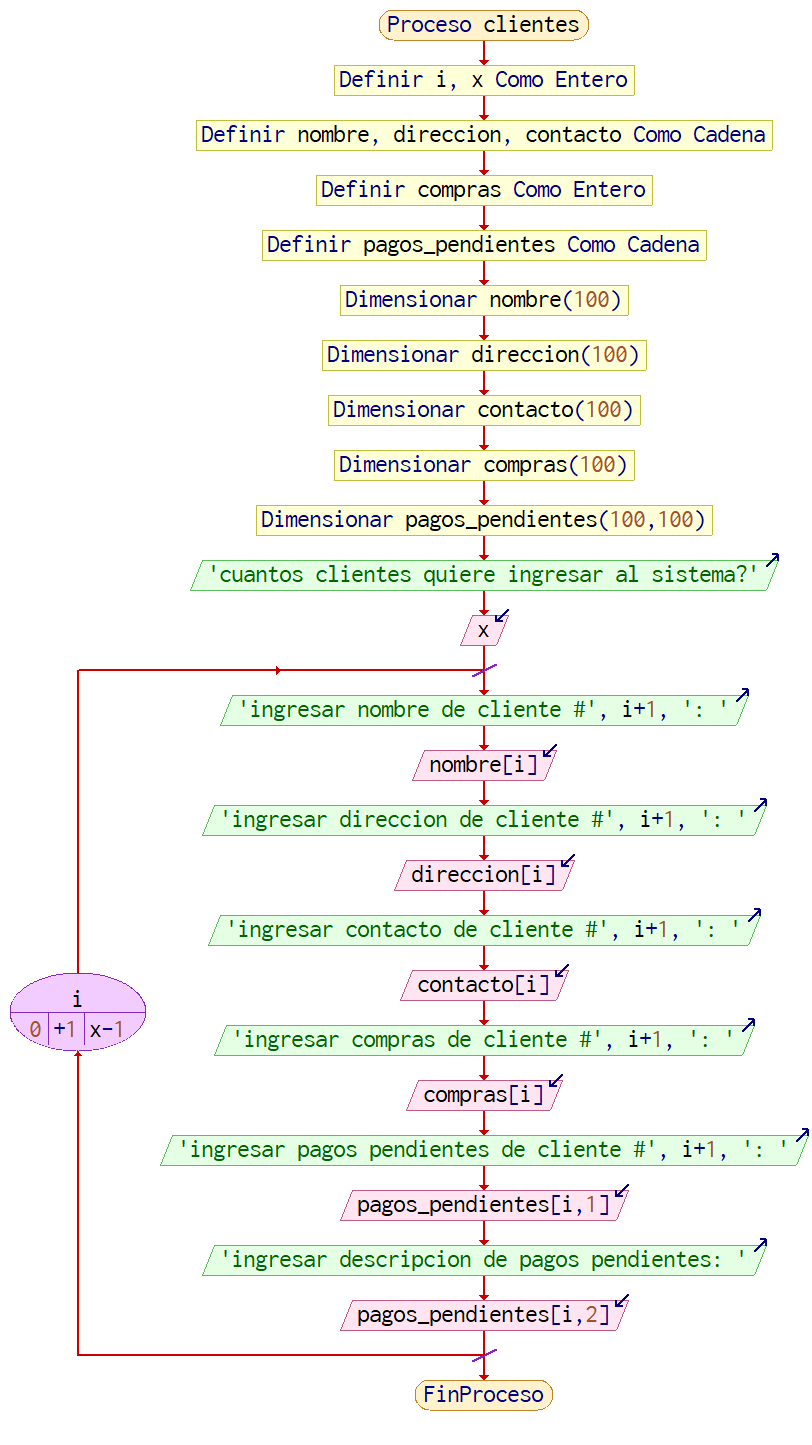 Proceso clientes
Definir i, x Como Entero
Definir nombre, direccion, contacto Como Cadena
Definir compras Como Entero
Definir pagos_pendientes Como Cadena
Dimensionar nombre(100)
Dimensionar direccion(100)
Dimensionar contacto(100)
Dimensionar compras(100)
Dimensionar pagos_pendientes(100,100)
'cuantos clientes quiere ingresar al sistema?'
x
'ingresar nombre de cliente #', i+1, ': '
nombre[i]
'ingresar direccion de cliente #', i+1, ': '
direccion[i]
'ingresar contacto de cliente #', i+1, ': '
contacto[i]
i
0 +1 x-1
'ingresar compras de cliente #', i+1, ': '
compras[i]
'ingresar pagos pendientes de cliente #', i+1, ': '
pagos_pendientes[i,1]
'ingresar descripcion de pagos pendientes: '
pagos_pendientes[i,2]
FinProceso